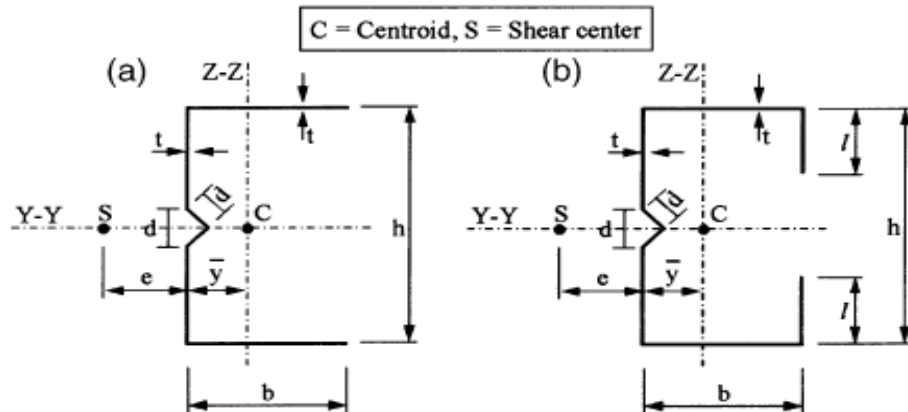 C = Centroid, S = Shear center
(a)
Z-Z
t
t
d
Y-Y
S
d
C
h
e
y̅
b
(b)
Z-Z
t
t
l
d
Y-Y
S
d
C
h
e
y̅
l
b